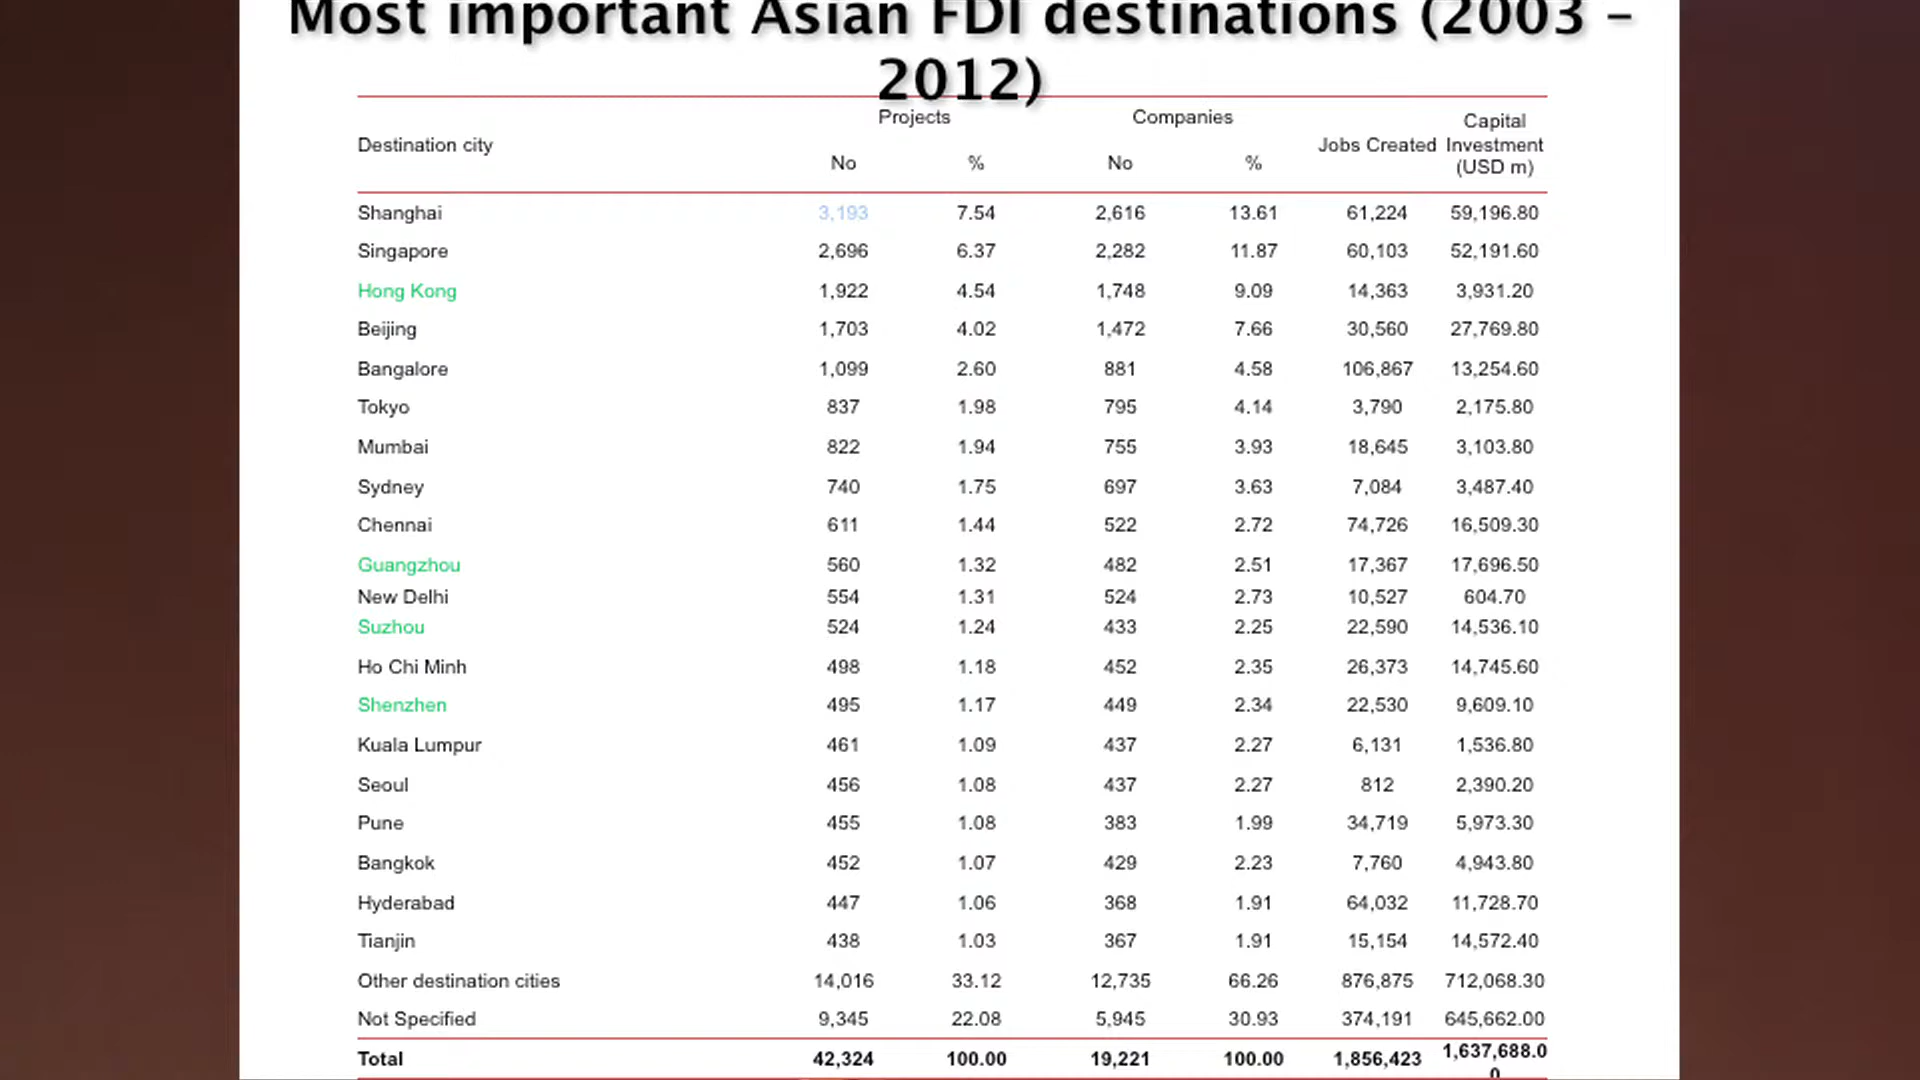 Most important Asian FDI destinations (2003 –
2012)
Projects Companies
Destination city No % No % Jobs Created Capital Investment (USD m)
Shanghai 3,193 7.54 2,616 13.61 61,224 59,196.80
Singapore 2,696 6.37 2,282 11.87 60,103 52,191.60
Hong Kong 1,922 4.54 1,748 9.09 14,363 3,931.20
Beijing 1,703 4.02 1,472 7.66 30,560 27,769.80
Bangalore 1,099 2.60 881 4.58 106,867 13,254.60
Tokyo 837 1.98 795 4.14 3,790 2,175.80
Mumbai 822 1.94 755 3.93 18,645 3,103.80
Sydney 740 1.75 697 3.63 7,084 3,487.40
Chennai 611 1.44 522 2.72 74,726 16,509.30
Guangzhou 560 1.32 482 2.51 17,367 17,696.50
New Delhi 554 1.31 524 2.73 10,527 604.70
Suzhou 524 1.24 433 2.25 22,590 14,536.10
Ho Chi Minh 498 1.18 452 2.35 26,373 14,745.60
Shenzhen 495 1.17 449 2.34 22,530 9,609.10
Kuala Lumpur 461 1.09 437 2.27 6,131 1,536.80
Seoul 456 1.08 437 2.27 812 2,390.20
Pune 455 1.08 383 1.99 34,719 5,973.30
Bangkok 452 1.07 429 2.23 7,760 4,943.80
Hyderabad 447 1.06 368 1.91 64,032 11,728.70
Tianjin 438 1.03 367 1.91 15,154 14,572.40
Other destination cities 14,016 33.12 12,735 66.26 876,875 712,068.30
Not Specified 9,345 22.08 5,945 30.93 374,191 645,662.00
Total 42,324 100.00 19,221 100.00 1,856,423 1,637,688.0
0